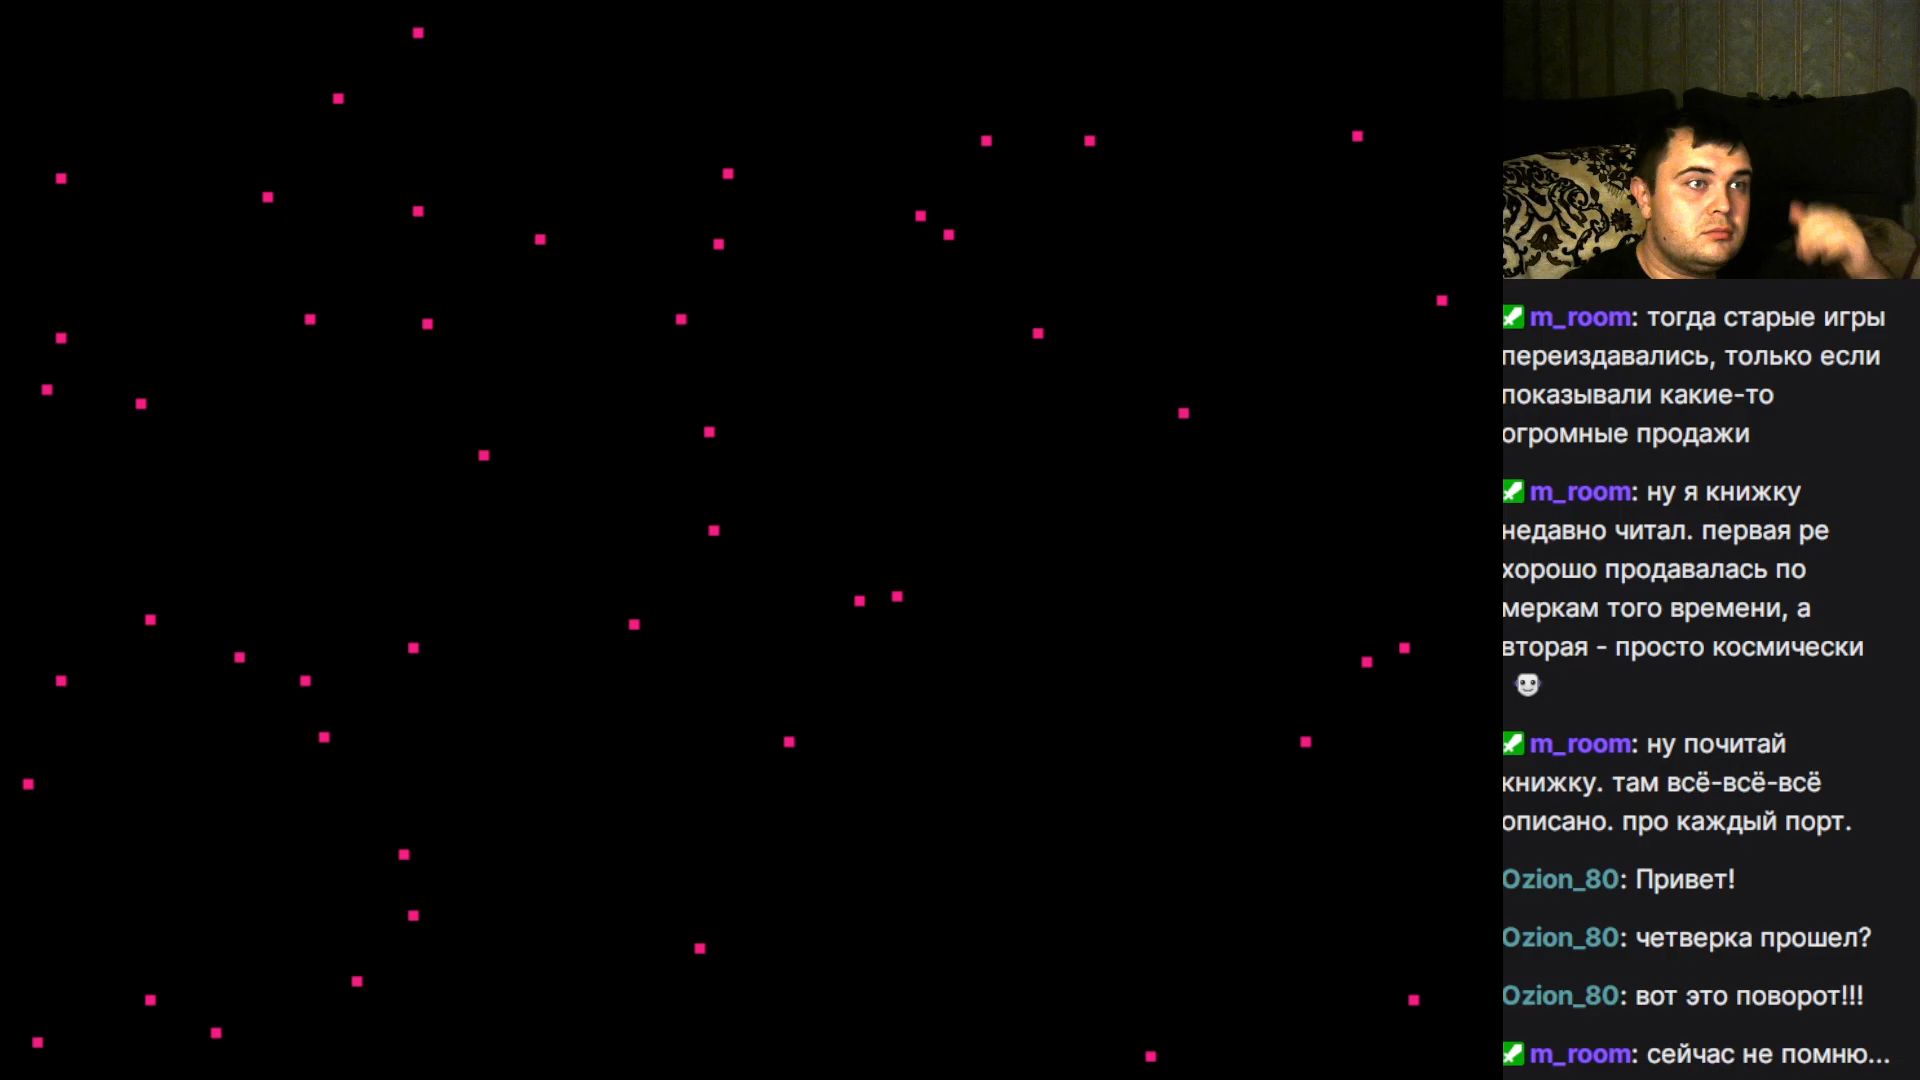 m_room: тогда старые игры
переиздавались, только если
показывали какие-то
огромные продажи
m_room: ну я книжку
недавно читал. первая ре
хорошо продавалась по
меркам того времени, а
вторая - просто космически
m_room: ну почитай
книжку. там всё-всё-всё
описано. про каждый порт.
Ozion_80: Привет!
Ozion_80: четверка прошел?
Ozion_80: вот это поворот!!!
m_room: сейчас не помню...